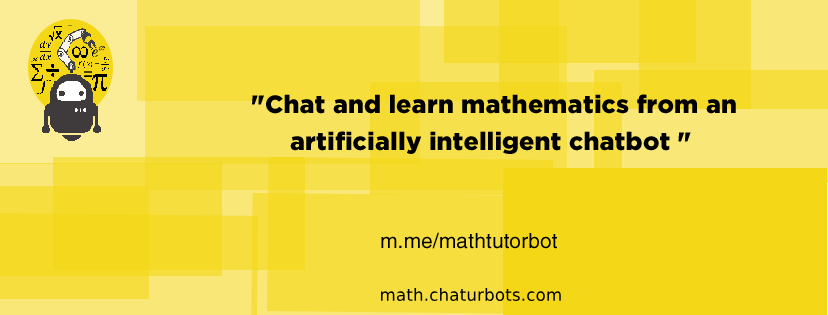 "Chat and learn mathematics from an
artificially intelligent chatbot "
m.me/mathtutorbot
math.chaturbots.com